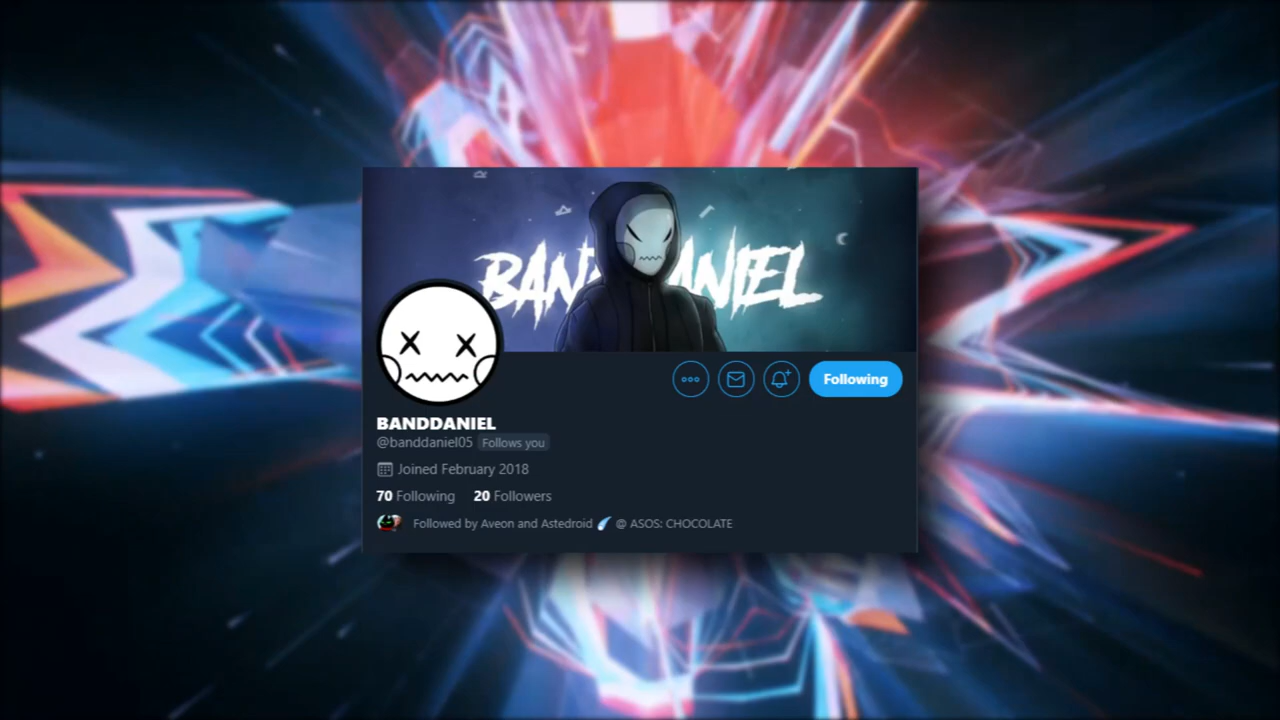 BANDDANIEL
Following
BANDDANIEL
@banddaniel05 Follows you
Joined February 2018
70 Following 20 Followers
Followed by Aveon and Astedroid @ ASOS: CHOCOLATE